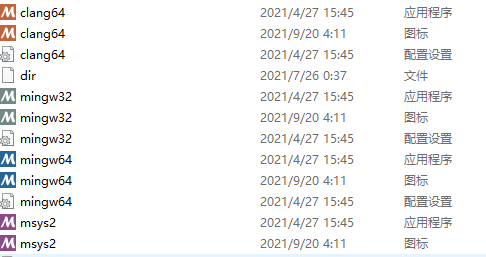 clang64 2021/4/27 15:45 应用程序
clang64 2021/9/20 4:11 图标
clang64 2021/4/27 15:45 配置设置
dir 2021/7/26 0:37 文件
mingw32 2021/4/27 15:45 应用程序
mingw32 2021/9/20 4:11 图标
mingw32 2021/4/27 15:45 配置设置
mingw64 2021/4/27 15:45 应用程序
mingw64 2021/9/20 4:11 图标
mingw64 2021/4/27 15:45 配置设置
msys2 2021/4/27 15:45 应用程序
msys2 2021/9/20 4:11 图标